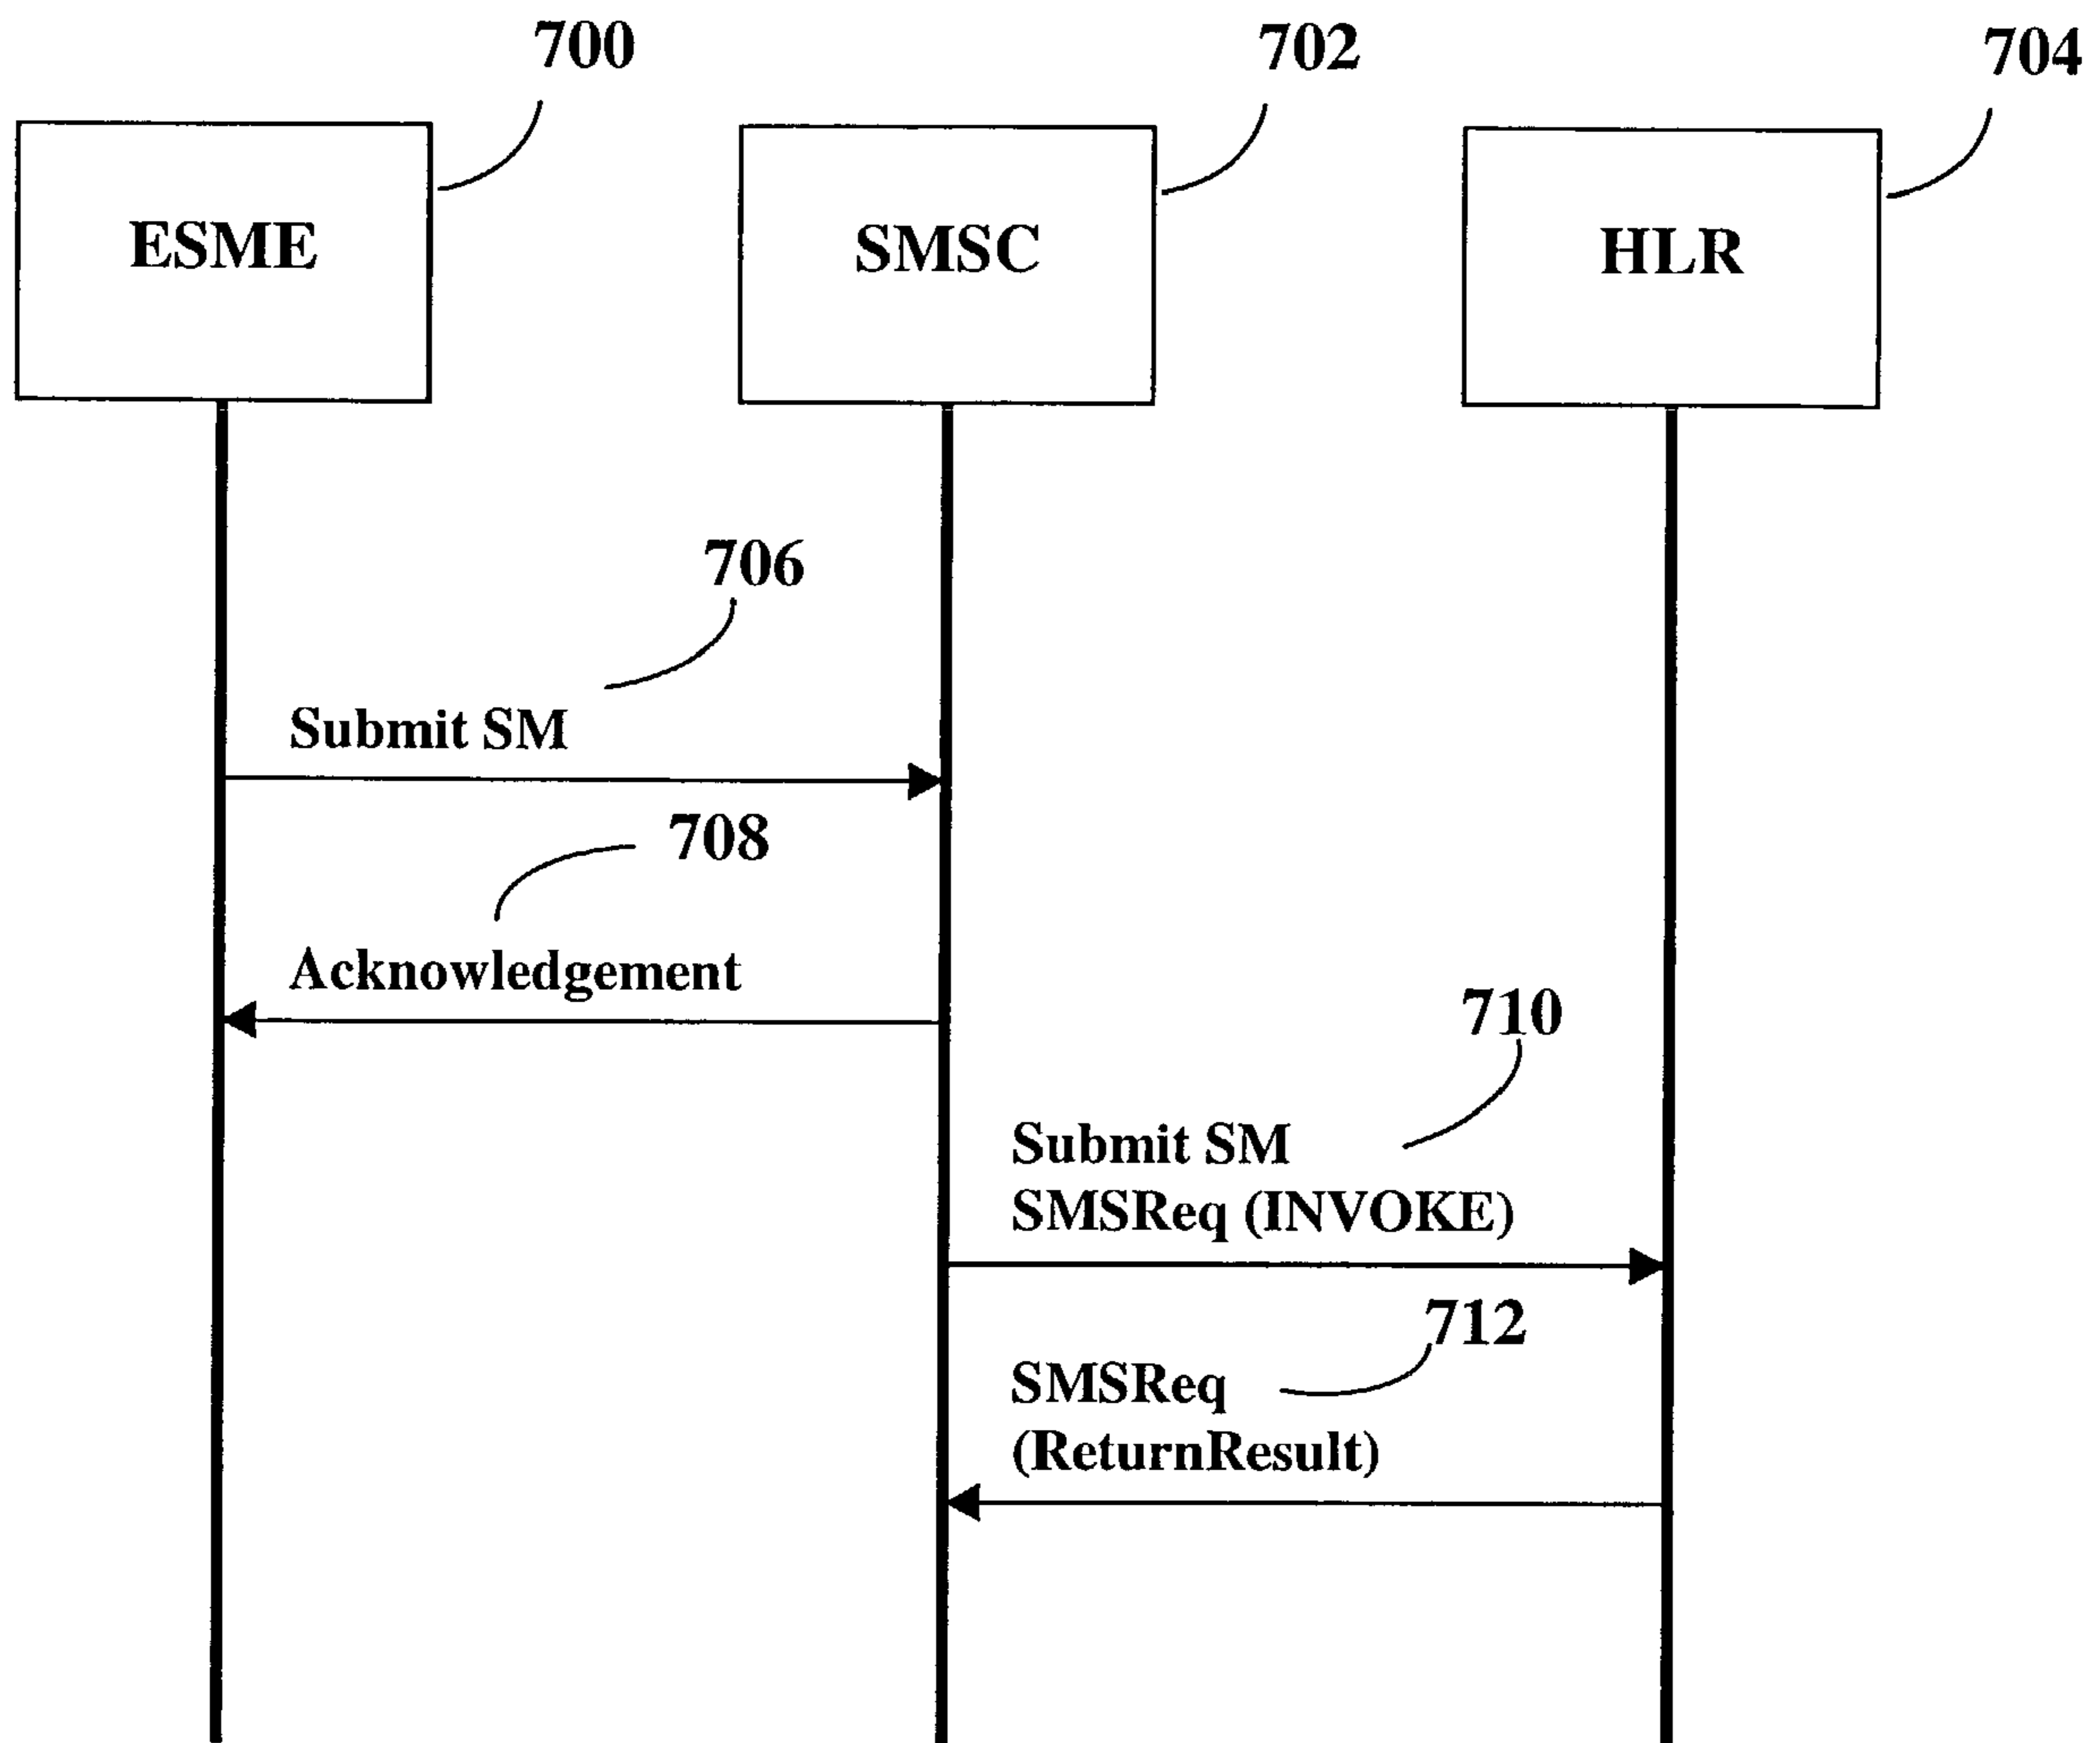 700
702
704
ESME
SMSC
HLR
706
Submit SM
708
Acknowledgement
710
Submit SM
SMSReq (INVOKE)
712
SMSReq
(ReturnResult)